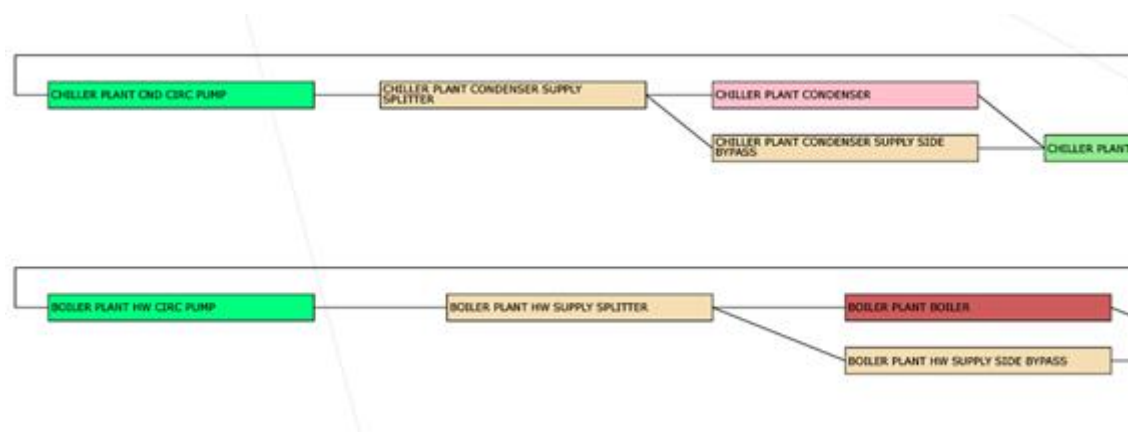 CHILLER PLANT CND CIRC PUMP
CHILLER PLANT CONDENSER SUPPLY
SPLITTER
CHILLER PLANT CONDENSER
CHILLER PLANT CONDENSER SUPPLY SIDE
BYPASS
CHILLER PLANT
BOILER PLANT HW CIRC PUMP
BOILER PLANT HW SUPPLY SPLITTER
BOILER PLANT BOILER
BOILER PLANT HW SUPPLY SIDE BYPASS